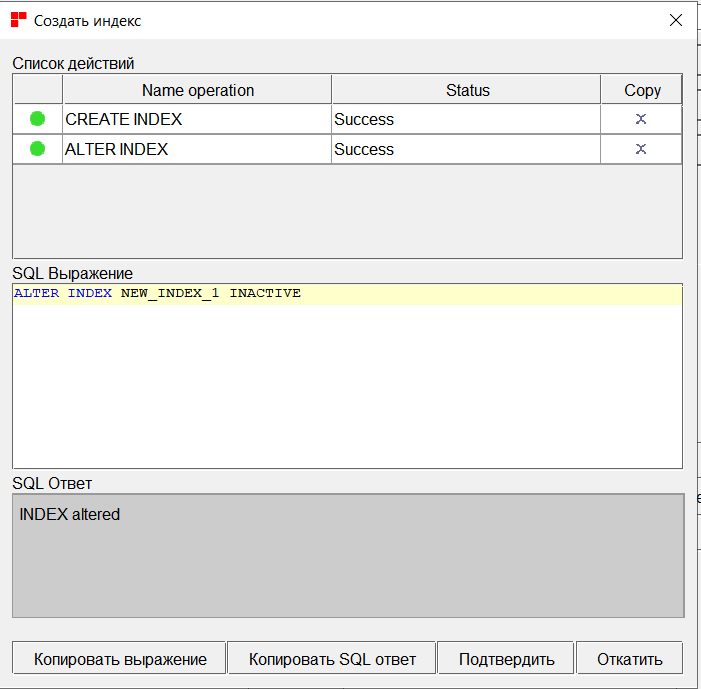 Создать индекс
Список действий
Name operation Status Copy
CREATE INDEX Success
ALTER INDEX Success
SQL Выражение
ALTER INDEX NEW_INDEX_1 INACTIVE
SQL Ответ
INDEX altered
Копировать выражение Копировать SQL ответ Подтвердить Откатить